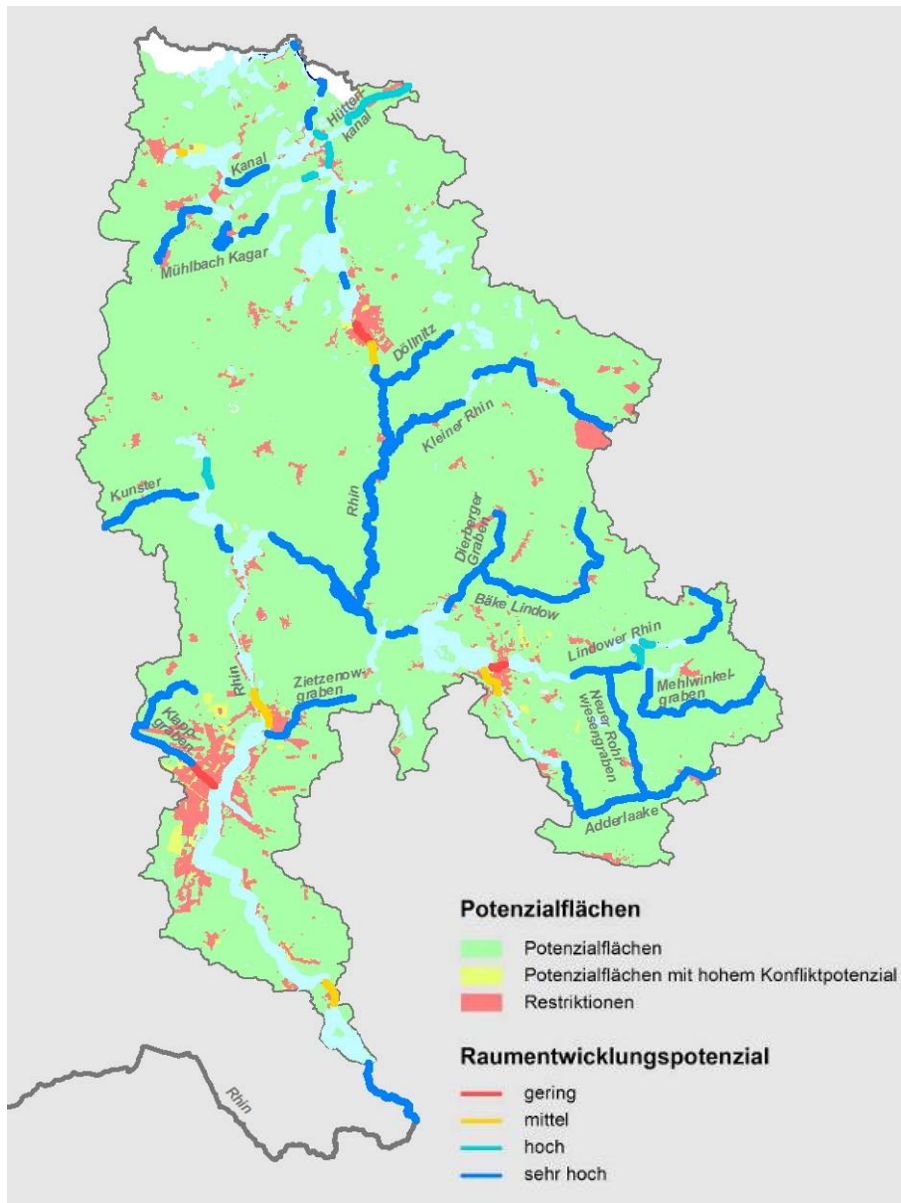 Hütten-
kanal
Kanal
Mühlbach Kagar
Döllnitz
Kleiner Rhin
Kunster
Rhin
Dierberger
Graben
Bäke Lindow
Lindower Rhin
Mehlwinkel-
graben
Rhin
Zietzenow-
graben
Klapp-
graben
Neuer Rohr-
wiesengraben
Adderlaake
Potenzialflächen
Potenzialflächen
Potenzialflächen mit hohem Konfliktpotenzial
Restriktionen
Raumentwicklungspotenzial
gering
mittel
hoch
sehr hoch
Rhin